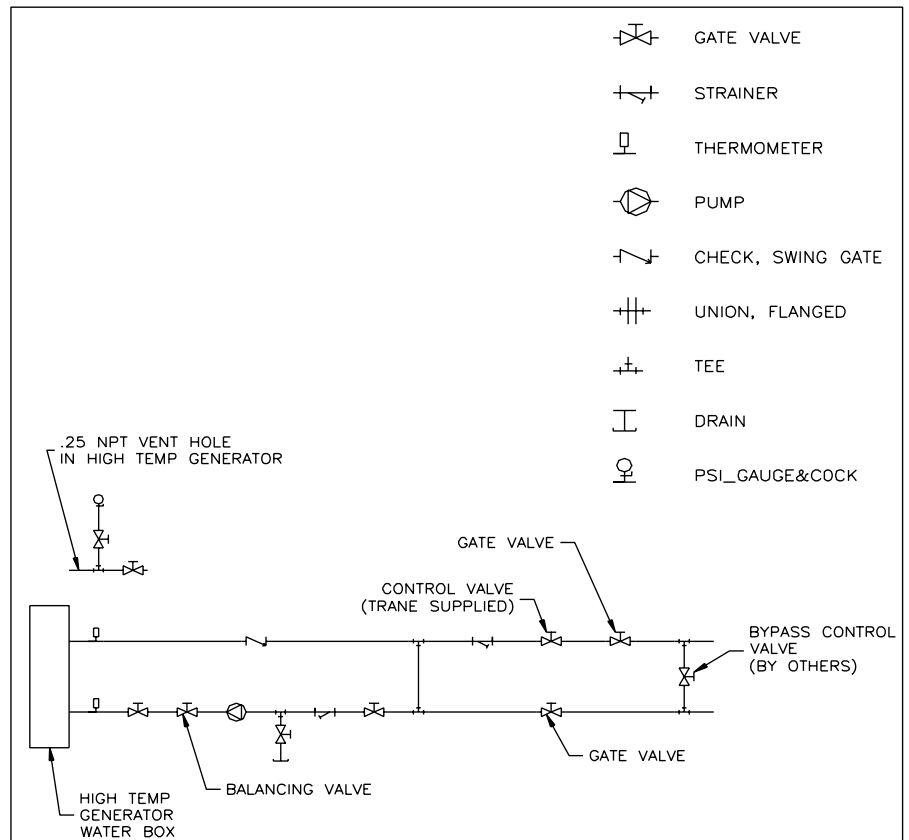 GATE VALVE
STRAINER
THERMOMETER
PUMP
CHECK, SWING GATE
UNION, FLANGED
TEE
DRAIN
PSI_GAUGE&COCK
.25 NPT VENT HOLE
IN HIGH TEMP GENERATOR
GATE VALVE
CONTROL VALVE
(TRANE SUPPLIED)
BYPASS CONTROL
VALVE
(BY OTHERS)
GATE VALVE
BALANCING VALVE
HIGH TEMP
GENERATOR
WATER BOX